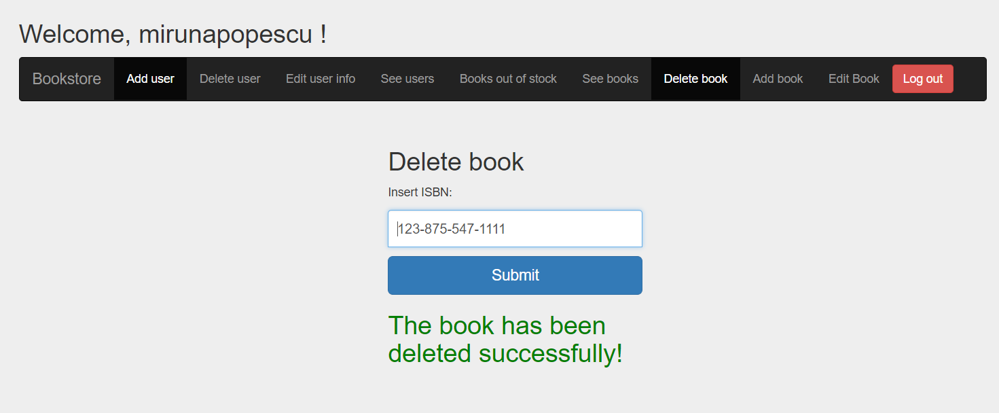 Welcome, mirunapopescu !
Bookstore Add user Delete user Edit user info See users Books out of stock See books Delete book Add book Edit Book Log out
Delete book
Insert ISBN:
123-875-547-1111
Submit
The book has been
deleted successfully!